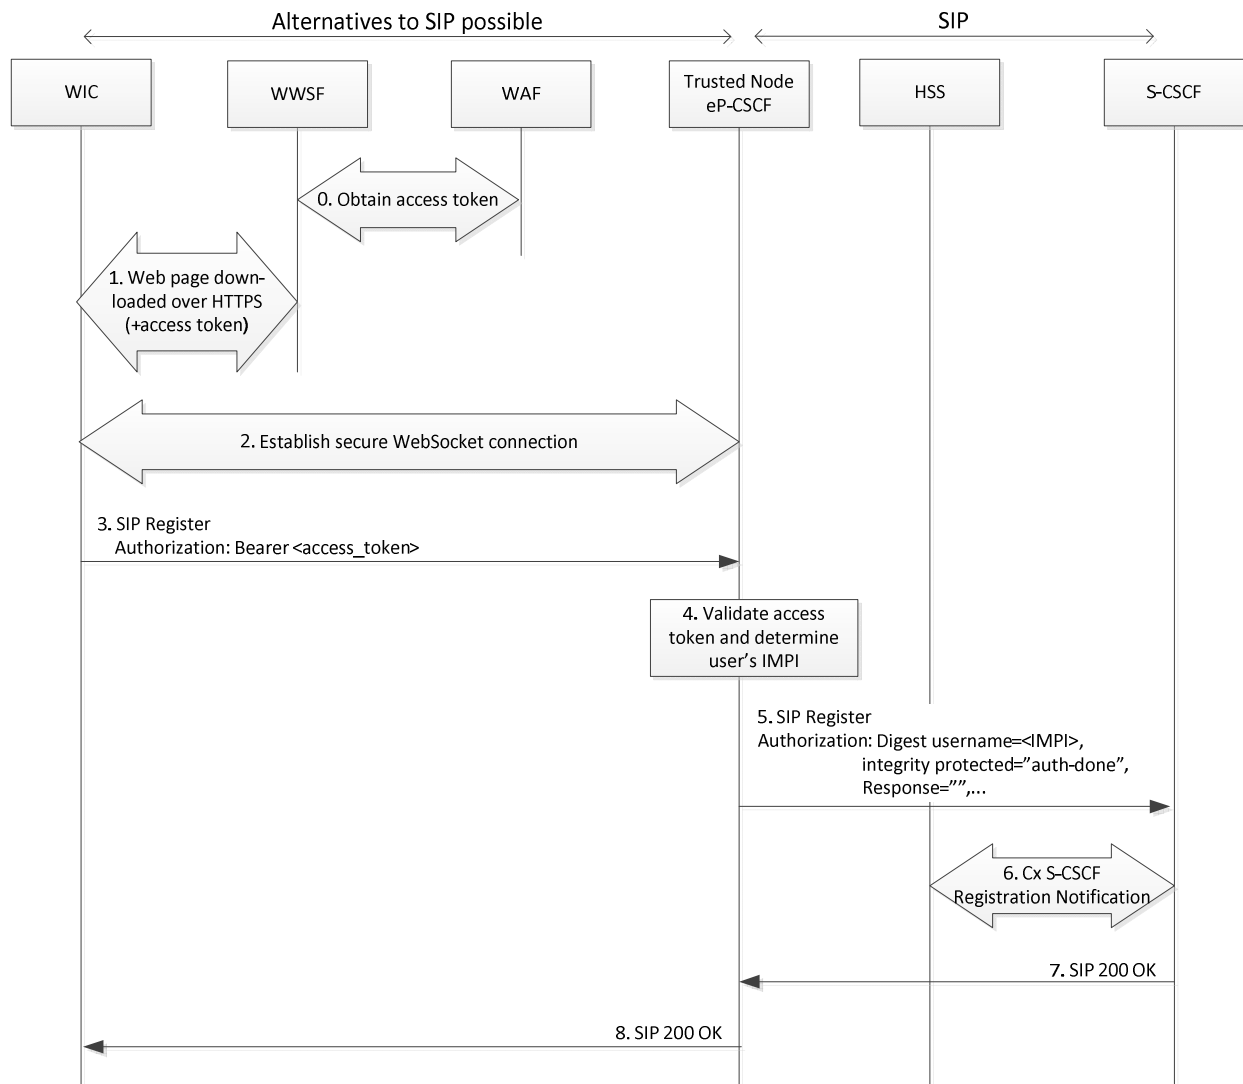 Alternatives to SIP possible
SIP
WIC
WWSF
WAF
Trusted Node
eP-CSCF
HSS
S-CSCF
0. Obtain access token
1. Web page down-
loaded over HTTPS
(+access token)
2. Establish secure WebSocket connection
3. SIP Register
Authorization: Bearer <access_token>
4. Validate access
token and determine
user’s IMPI
5. SIP Register
Authorization: Digest username=<IMPI>,
integrity protected=”auth-done”,
Response=””,...
6. Cx S-CSCF
Registration Notification
7. SIP 200 OK
8. SIP 200 OK